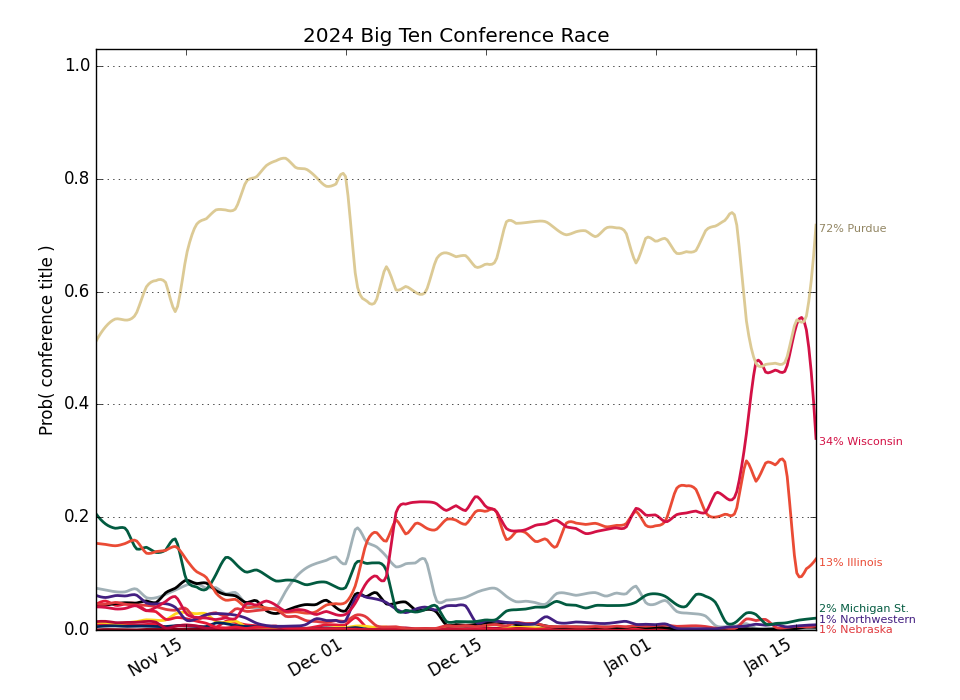 2024 Big Ten Conference Race
Prob( conference title )
1.0
0.8
0.6
0.4
0.2
0.0
Nov 15
Dec 01
Dec 15
Jan 01
Jan 15
72% Purdue
34% Wisconsin
13% Illinois
2% Michigan St.
1% Northwestern
1% Nebraska